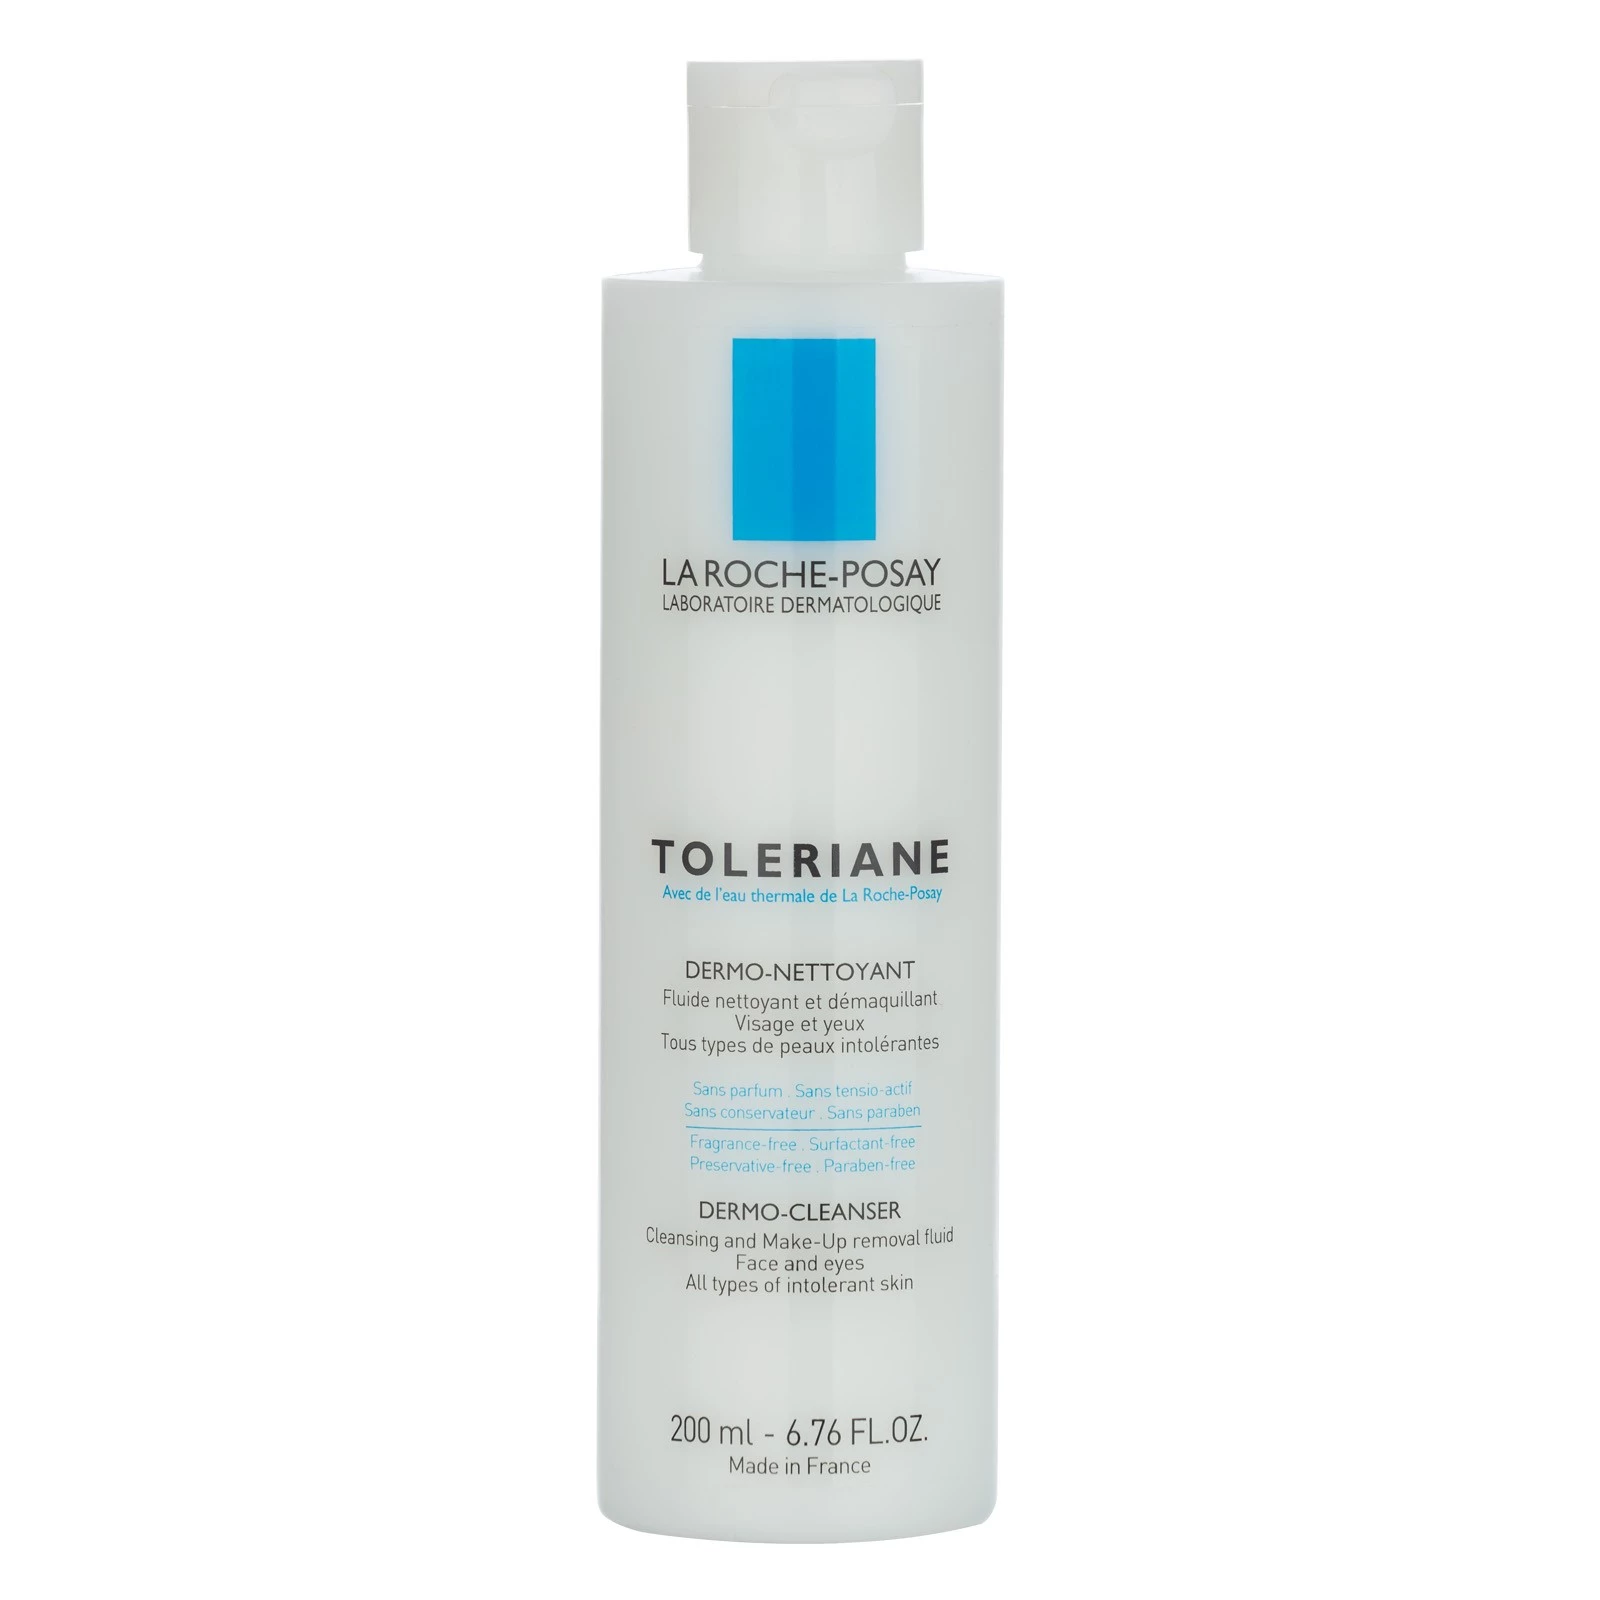 LA ROCHE-POSAY
LABORATOIRE DERMATOLOGIQUE
TOLERIANE
Avec de l'eau thermale de La Roche-Posay
DERMO-NETTOYANT
Fluide nettoyant et démaquillant
Visage et yeux
Tous types de peaux intolérantes
Sans parfum . Sans tensio-actif
Sans conservateur . Sans paraben
Fragrance-free . Surfactant-free
Preservative-free . Paraben-free
DERMO-CLEANSER
Cleansing and Make-Up removal fluid
Face and eyes
All types of intolerant skin
200 ml - 6.76 FL.OZ.
Made in France